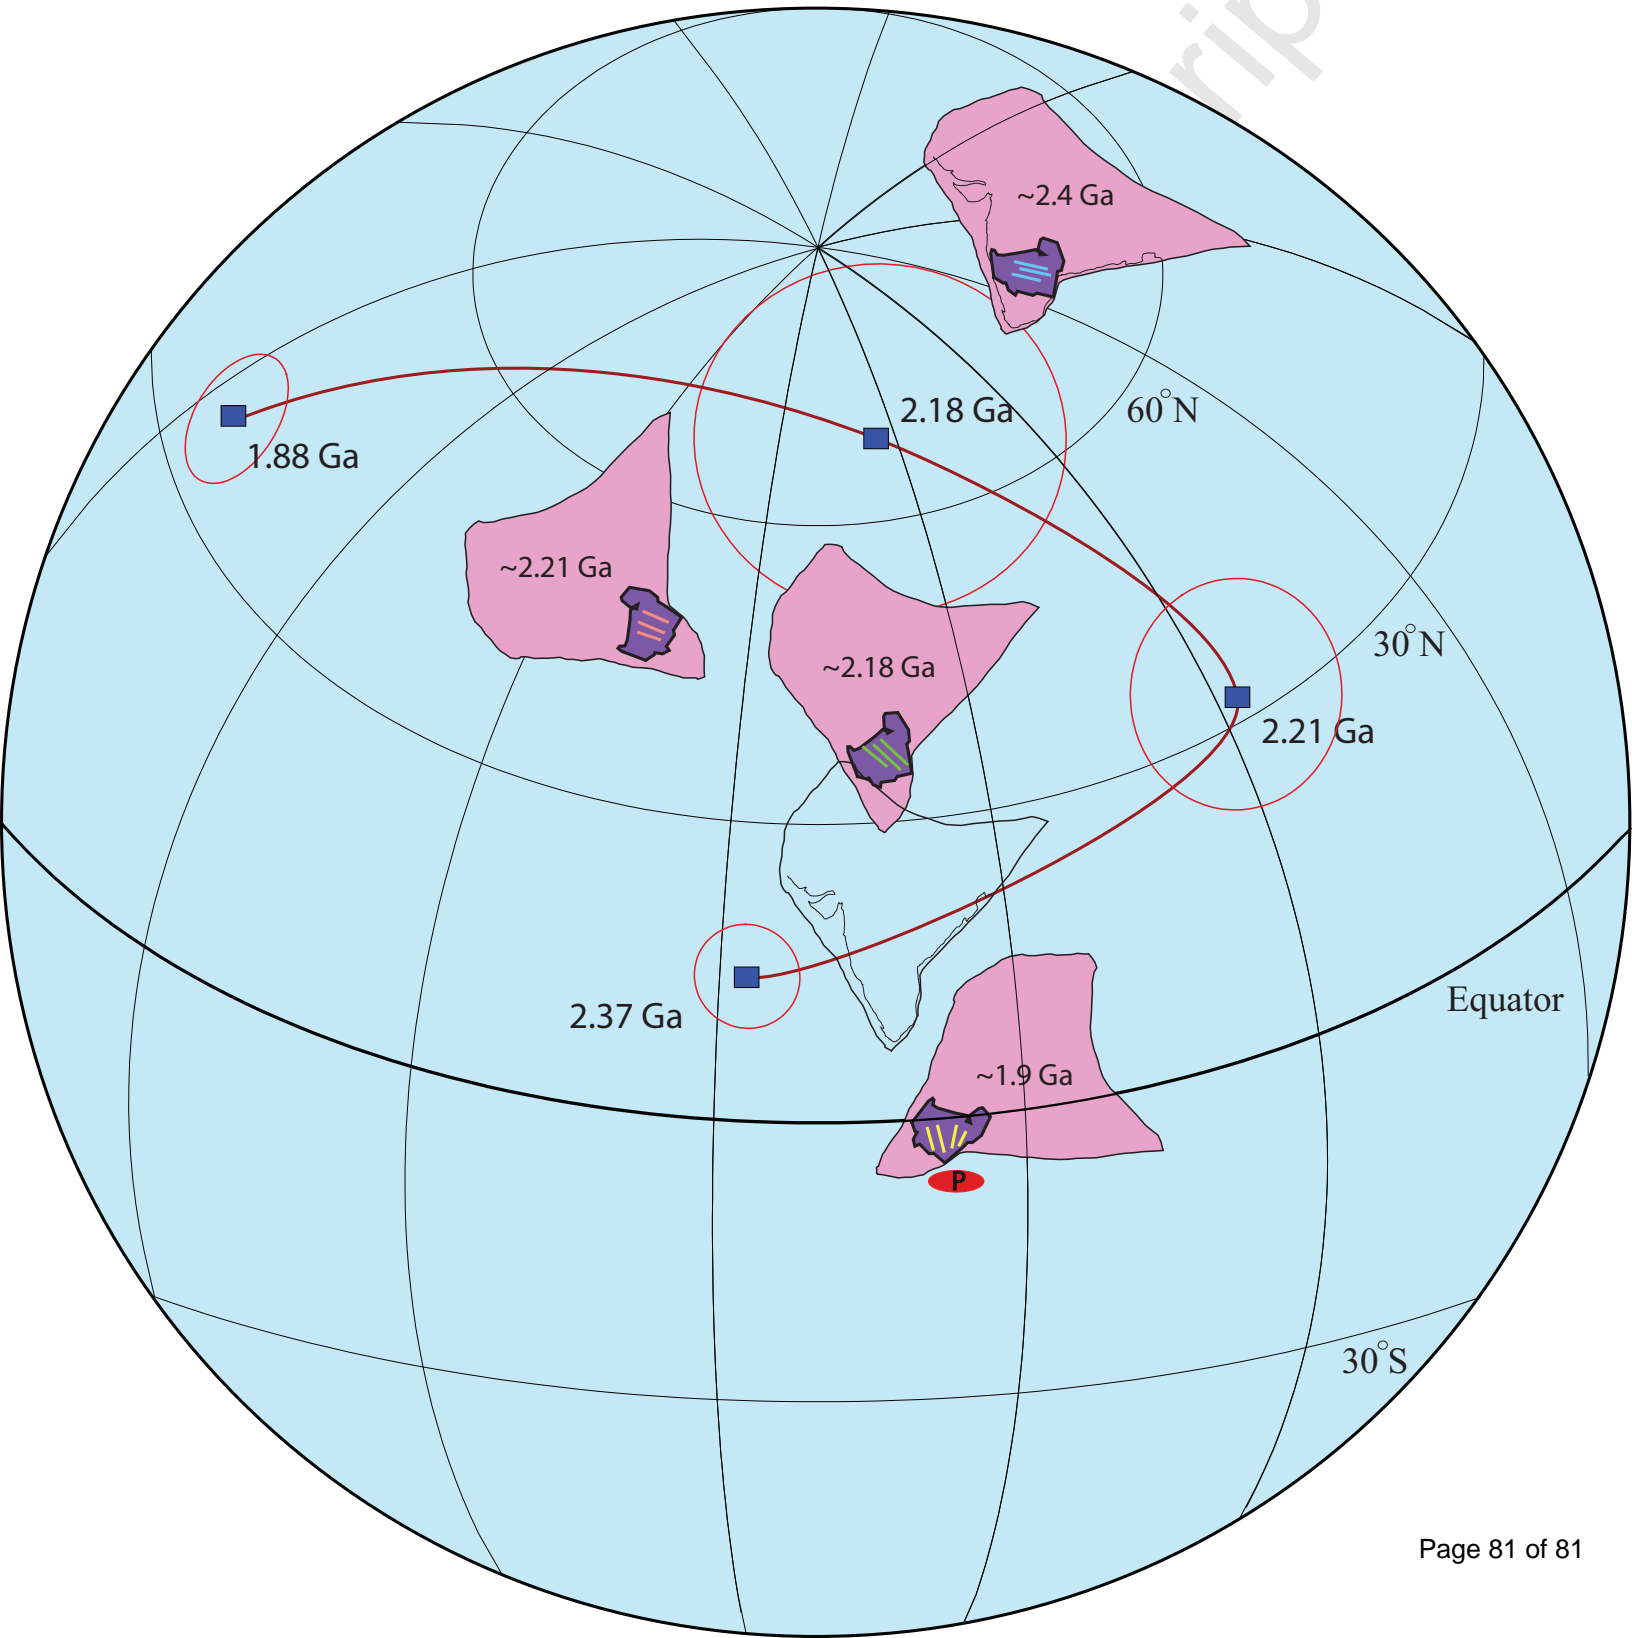 rip
~2.4 Ga
60°N
2.18 Ga
1.88 Ga
~2.21 Ga
30°N
~2.18 Ga
2.21 Ga
Equator
2.37 Ga
~1.9 Ga
P
30°S
Page 81 of 81